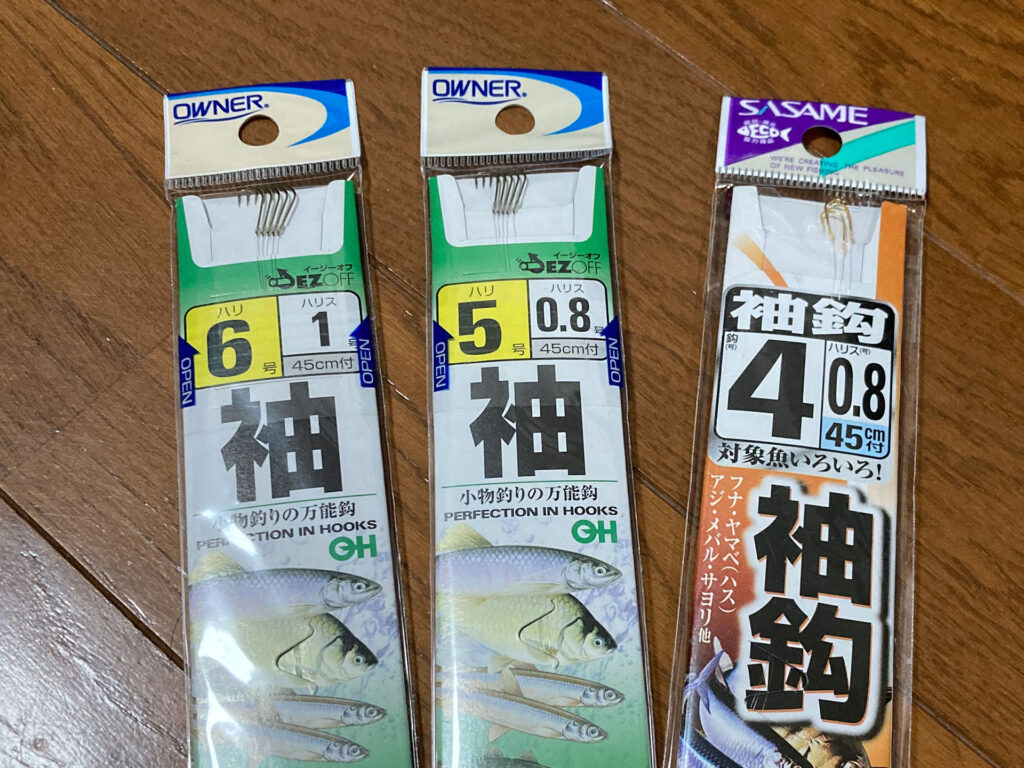 OWNER®
イージーオフ
EZOFF
ハリ
6号
ハリス
1号
45cm付
OPEN
OPEN
袖
小物釣りの万能鈎
PERFECTION IN HOOKS
OH
OWNER®
イージーオフ
EZOFF
ハリ
5号
ハリス
0.8号
45cm付
OPEN
OPEN
袖
小物釣りの万能鈎
PERFECTION IN HOOKS
OH
SASAME
ECO
WE'RE CREATING THE PLEASURE
OF NEW FISHING
袖鈎
鈎(号)
4
ハリス(号)
0.8
45cm付
対象魚いろいろ!
フナ・ヤマベ(ハス)
アジ・メバル・サヨリ他
袖鈎